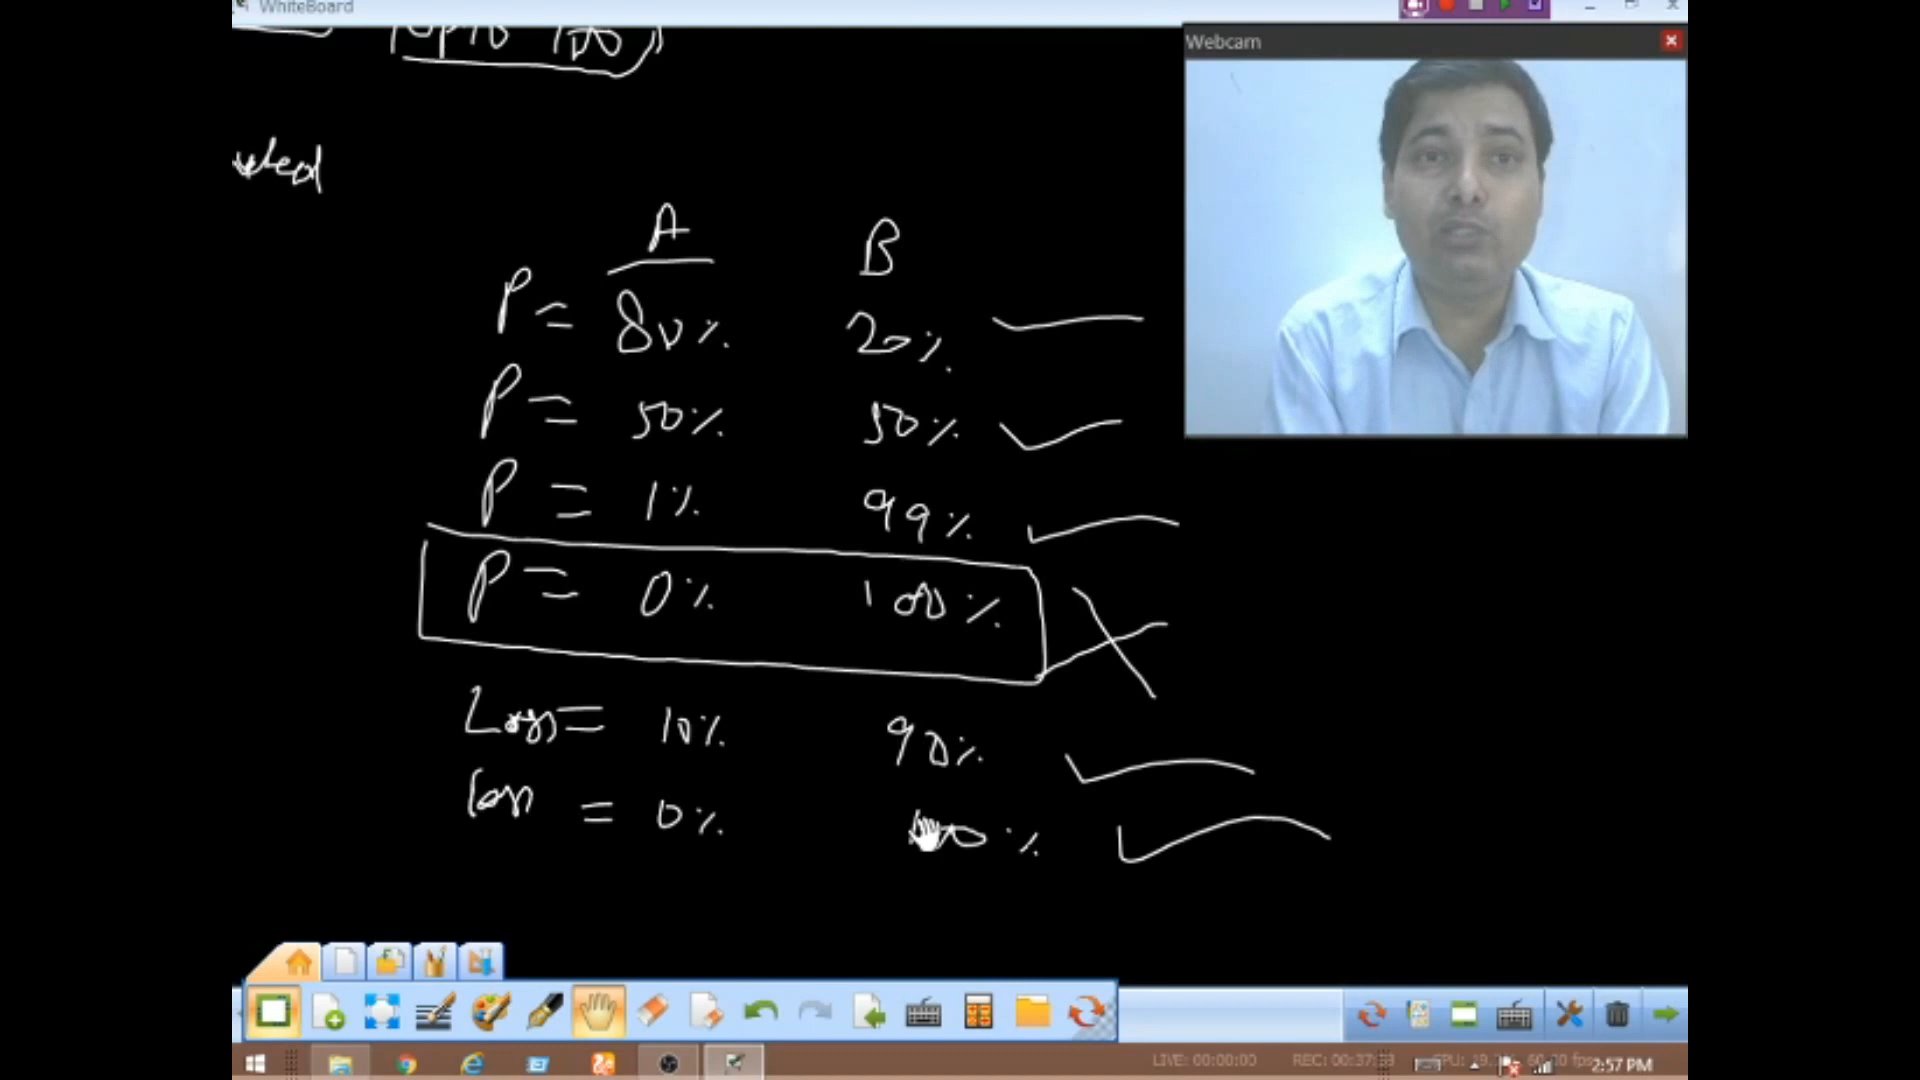 WhiteBoard
Webcam
A B
P = 80% 20%
P = 50% 50%
P = 1% 99%
P = 0% 100%
Loss = 10% 90%
Loss = 0% 100%
LIVE: 00:00:00
2:57 PM